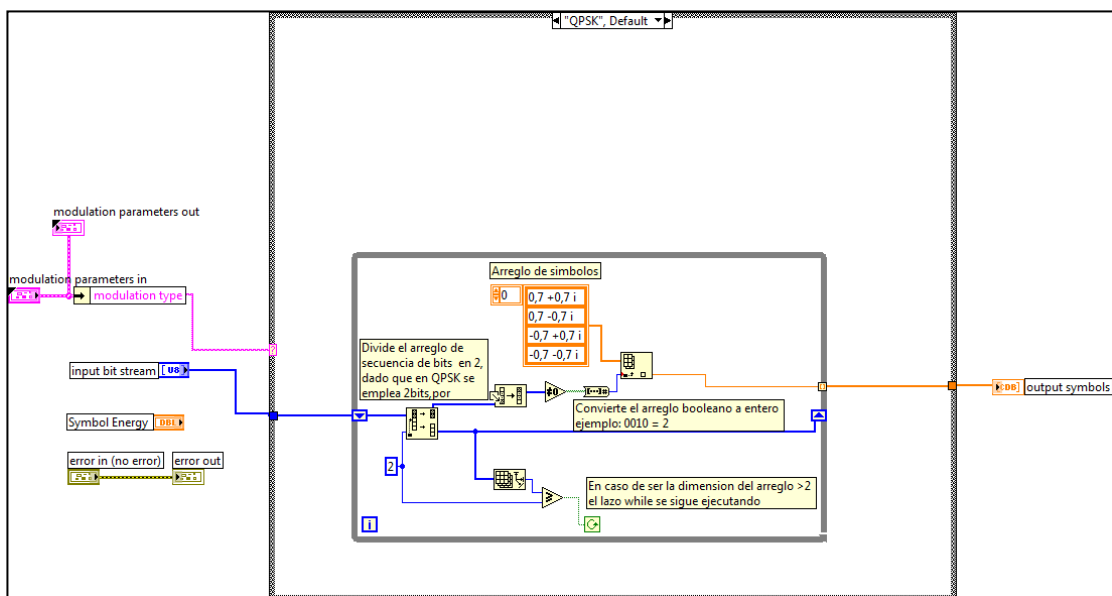 "QPSK", Default
modulation parameters out
modulation parameters in
modulation type
?
input bit stream
[U8]
Symbol Energy
DBL
error in (no error)
error out
Arreglo de simbolos
0
0,7 +0,7 i
0,7 -0,7 i
-0,7 +0,7 i
-0,7 -0,7 i
Divide el arreglo de
secuencia de bits en 2,
dado que en QPSK se
emplea 2bits,por
≠0
[...]#
Convierte el arreglo booleano a entero
ejemplo: 0010 = 2
2
≥
En caso de ser la dimension del arreglo >2
el lazo while se sigue ejecutando
i
output symbols